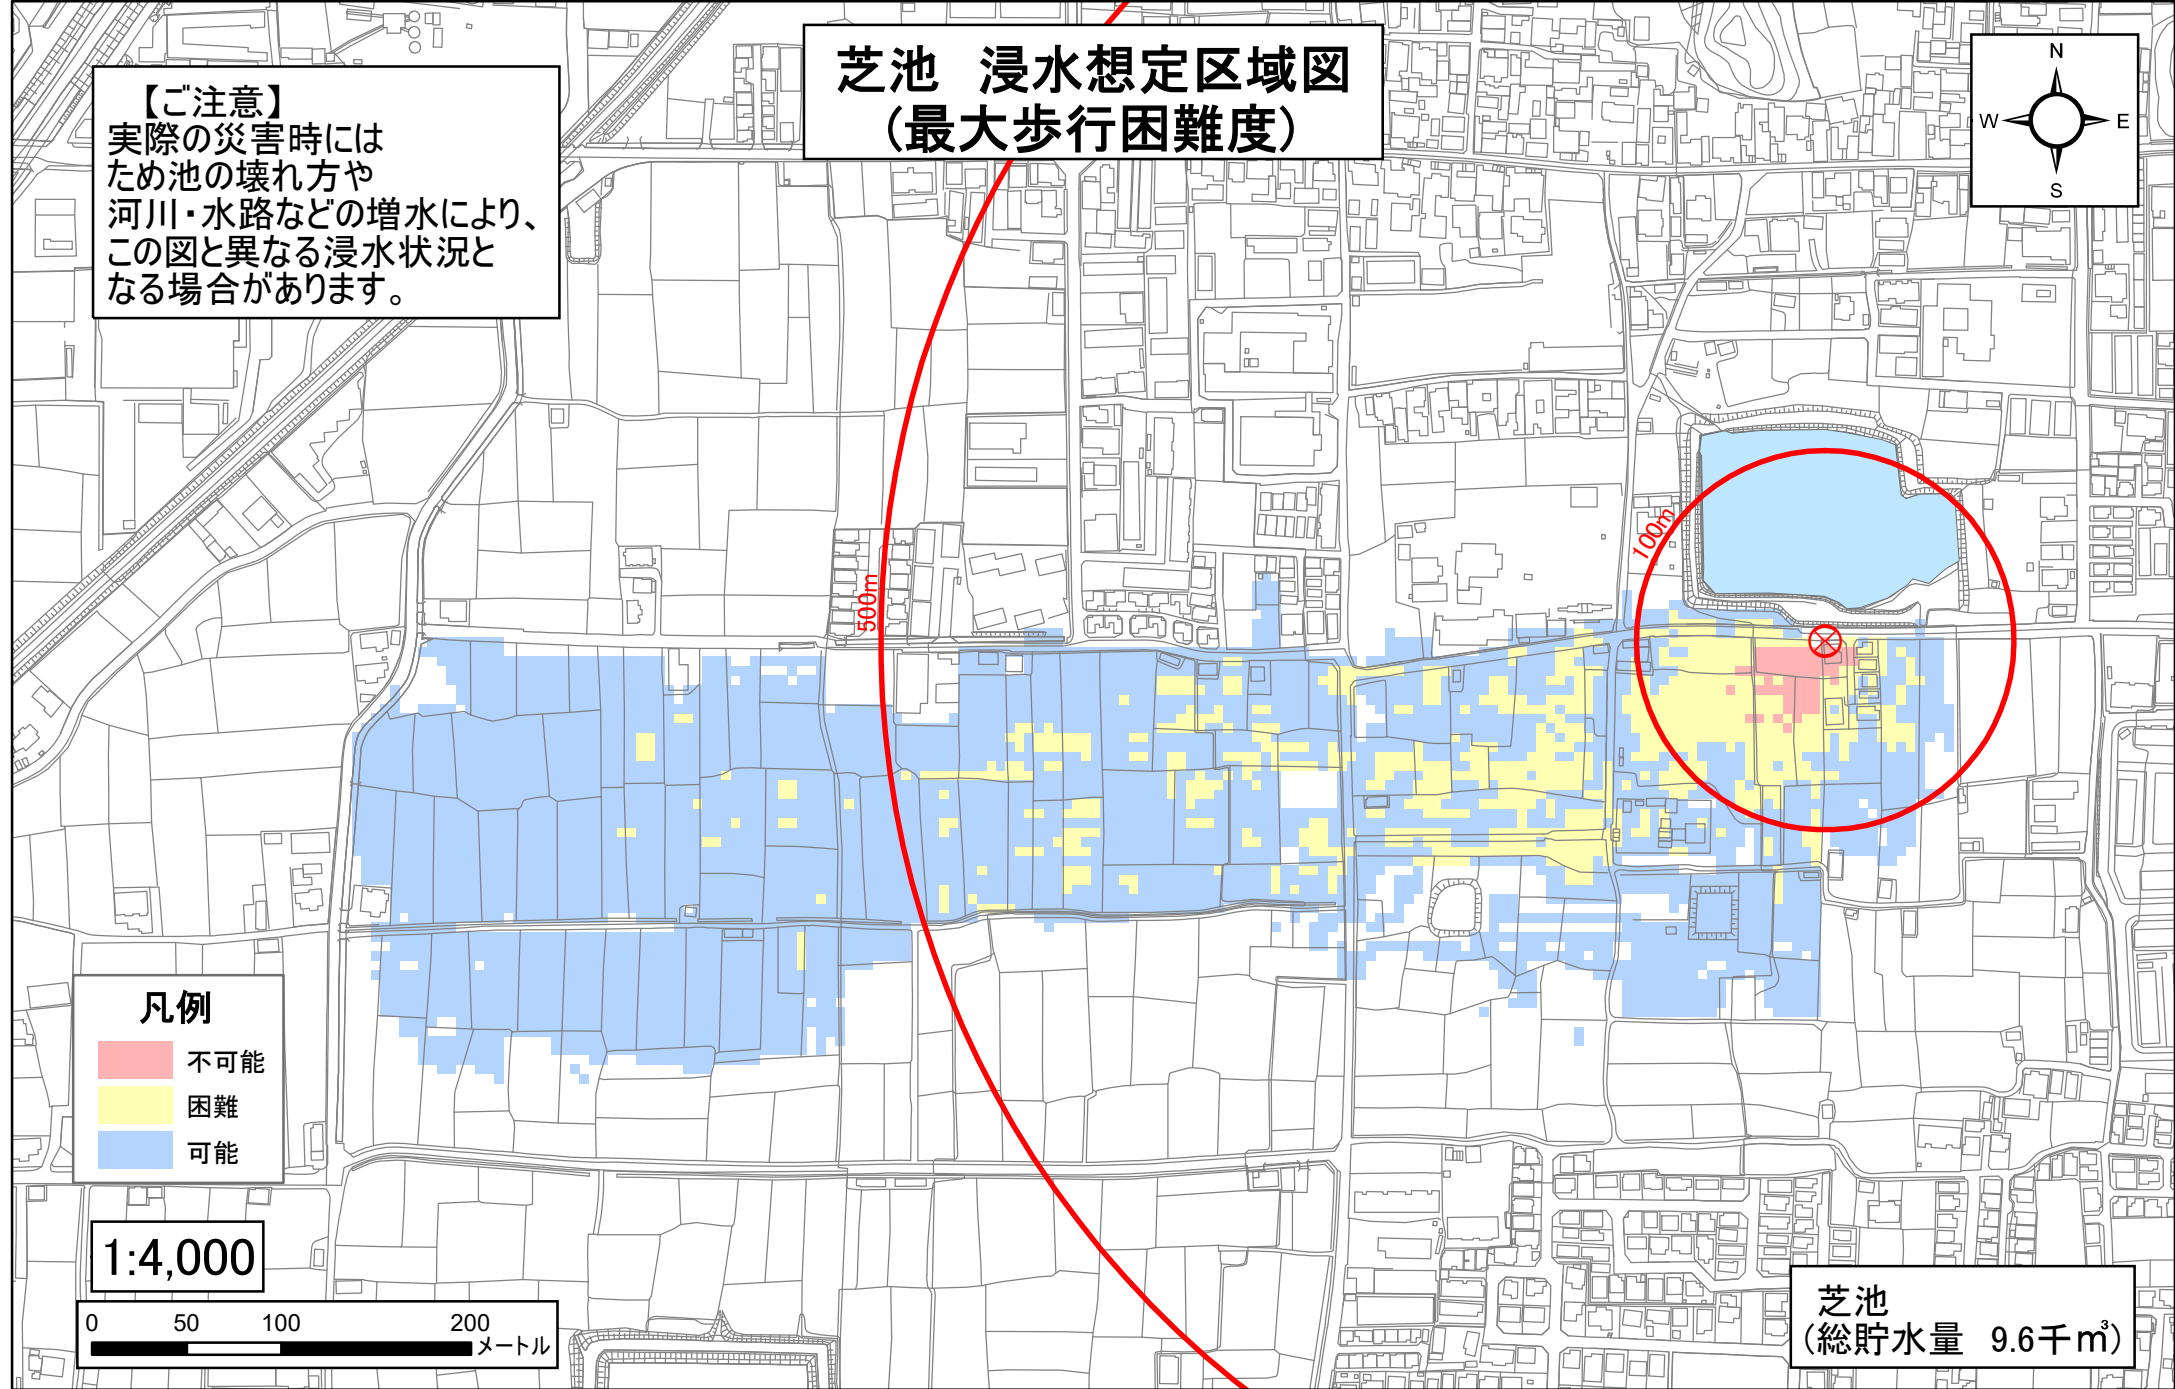 芝池　浸水想定区域図
（最大歩行困難度）
【ご注意】
実際の災害時には
ため池の壊れ方や
河川・水路などの増水により、
この図と異なる浸水状況と
なる場合があります。
N
W
E
S
100m
500m
凡例
不可能
困難
可能
1:4,000
0 50 100 200
メートル
芝池
（総貯水量　9.6千㎥）